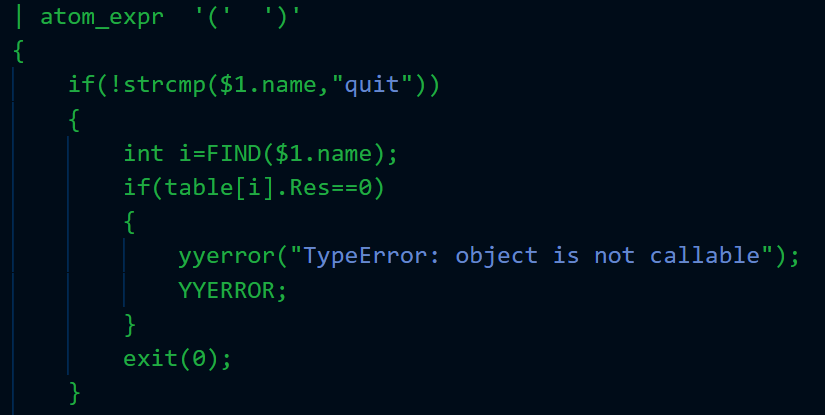 | atom_expr  '('  ')'
{
    if(!strcmp($1.name,"quit"))
    {
        int i=FIND($1.name);
        if(table[i].Res==0)
        {
            yyerror("TypeError: object is not callable");
            YYERROR;
        }
        exit(0);
    }